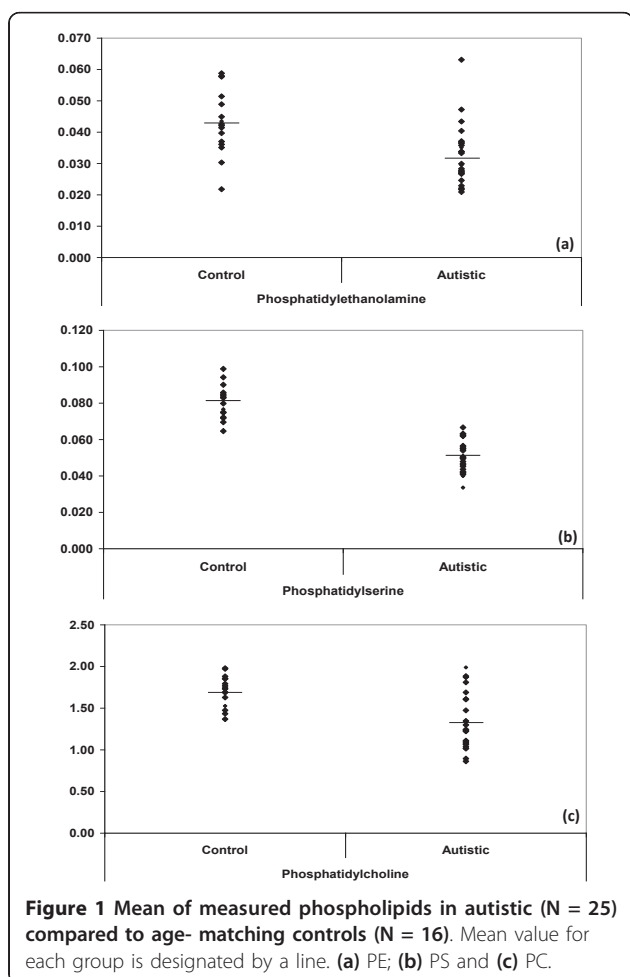 0.070
0.060
0.050
0.040
0.030
0.020
0.010
0.000
(a)
Control Autistic
Phosphatidylethanolamine
0.120
0.100
0.080
0.060
0.040
0.020
0.000
(b)
Control Autistic
Phosphatidylserine
2.50
2.00
1.50
1.00
0.50
0.00
(c)
Control Autistic
Phosphatidylcholine
Figure 1 Mean of measured phospholipids in autistic (N = 25)
compared to age- matching controls (N = 16). Mean value for
each group is designated by a line. (a) PE; (b) PS and (c) PC.